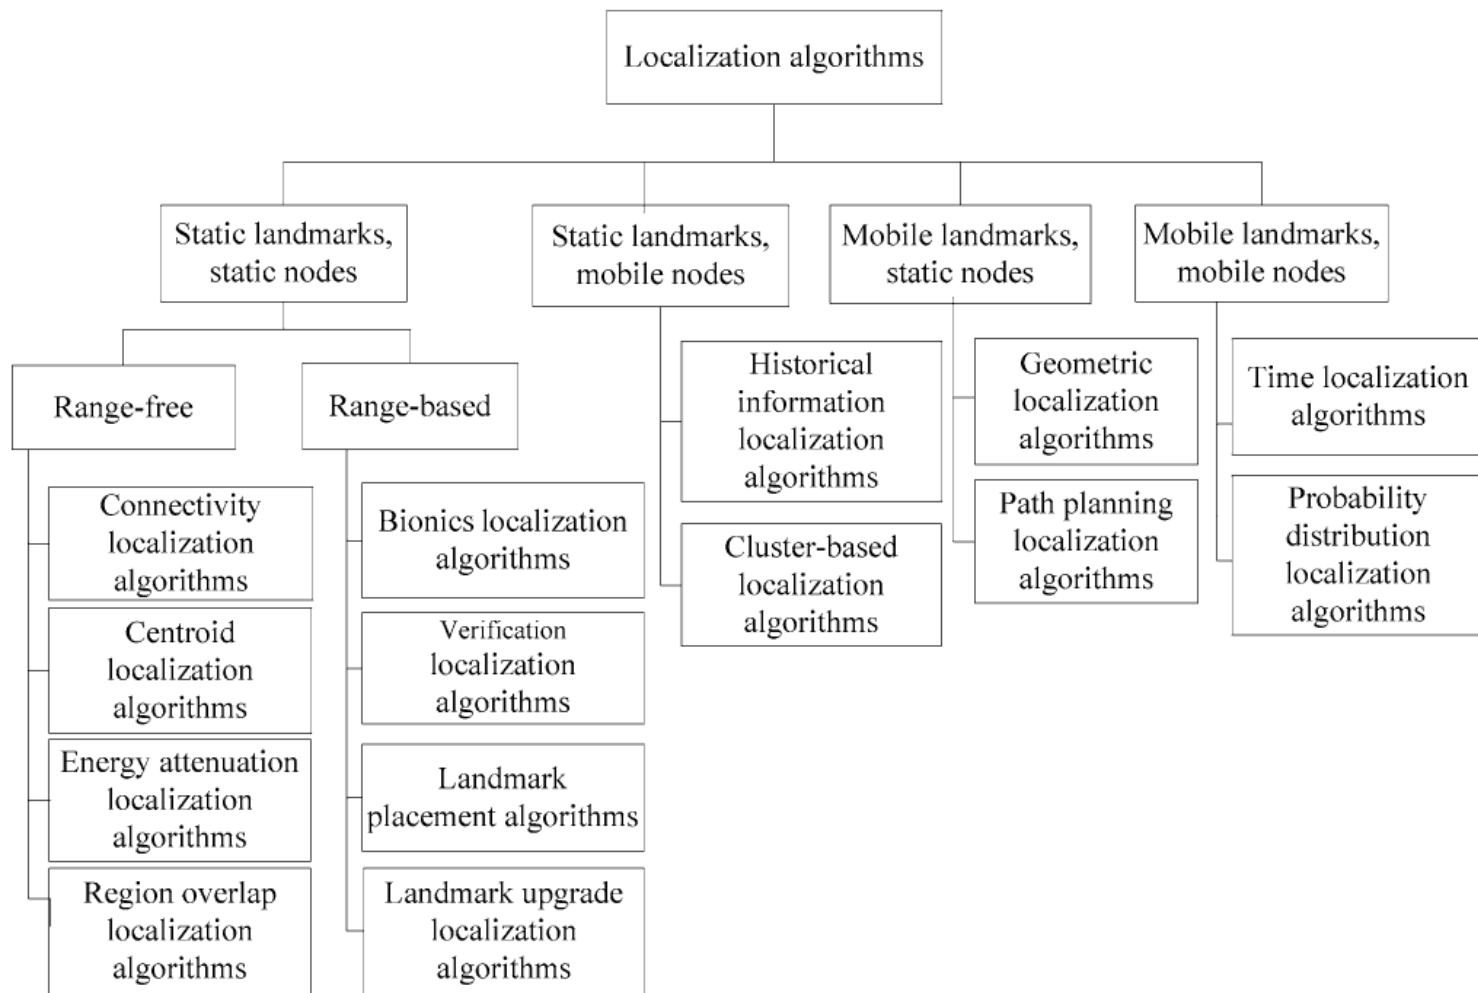 Localization algorithms
Static landmarks,
static nodes
Static landmarks,
mobile nodes
Mobile landmarks,
static nodes
Mobile landmarks,
mobile nodes
Range-free
Range-based
Connectivity
localization
algorithms
Centroid
localization
algorithms
Energy attenuation
localization
algorithms
Region overlap
localization
algorithms
Bionics localization
algorithms
Verification
localization
algorithms
Landmark
placement algorithms
Landmark upgrade
localization
algorithms
Historical
information
localization
algorithms
Cluster-based
localization
algorithms
Geometric
localization
algorithms
Path planning
localization
algorithms
Time localization
algorithms
Probability
distribution
localization
algorithms